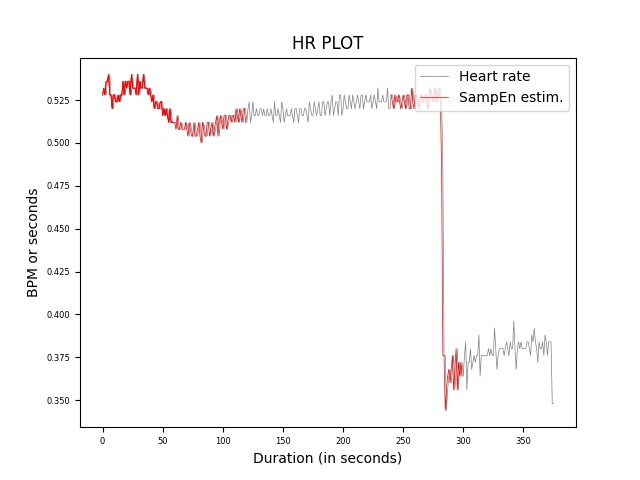 HR PLOT
Heart rate
SampEn estim.
BPM or seconds
0.525
0.500
0.475
0.450
0.425
0.400
0.375
0.350
0 50 100 150 200 250 300 350
Duration (in seconds)